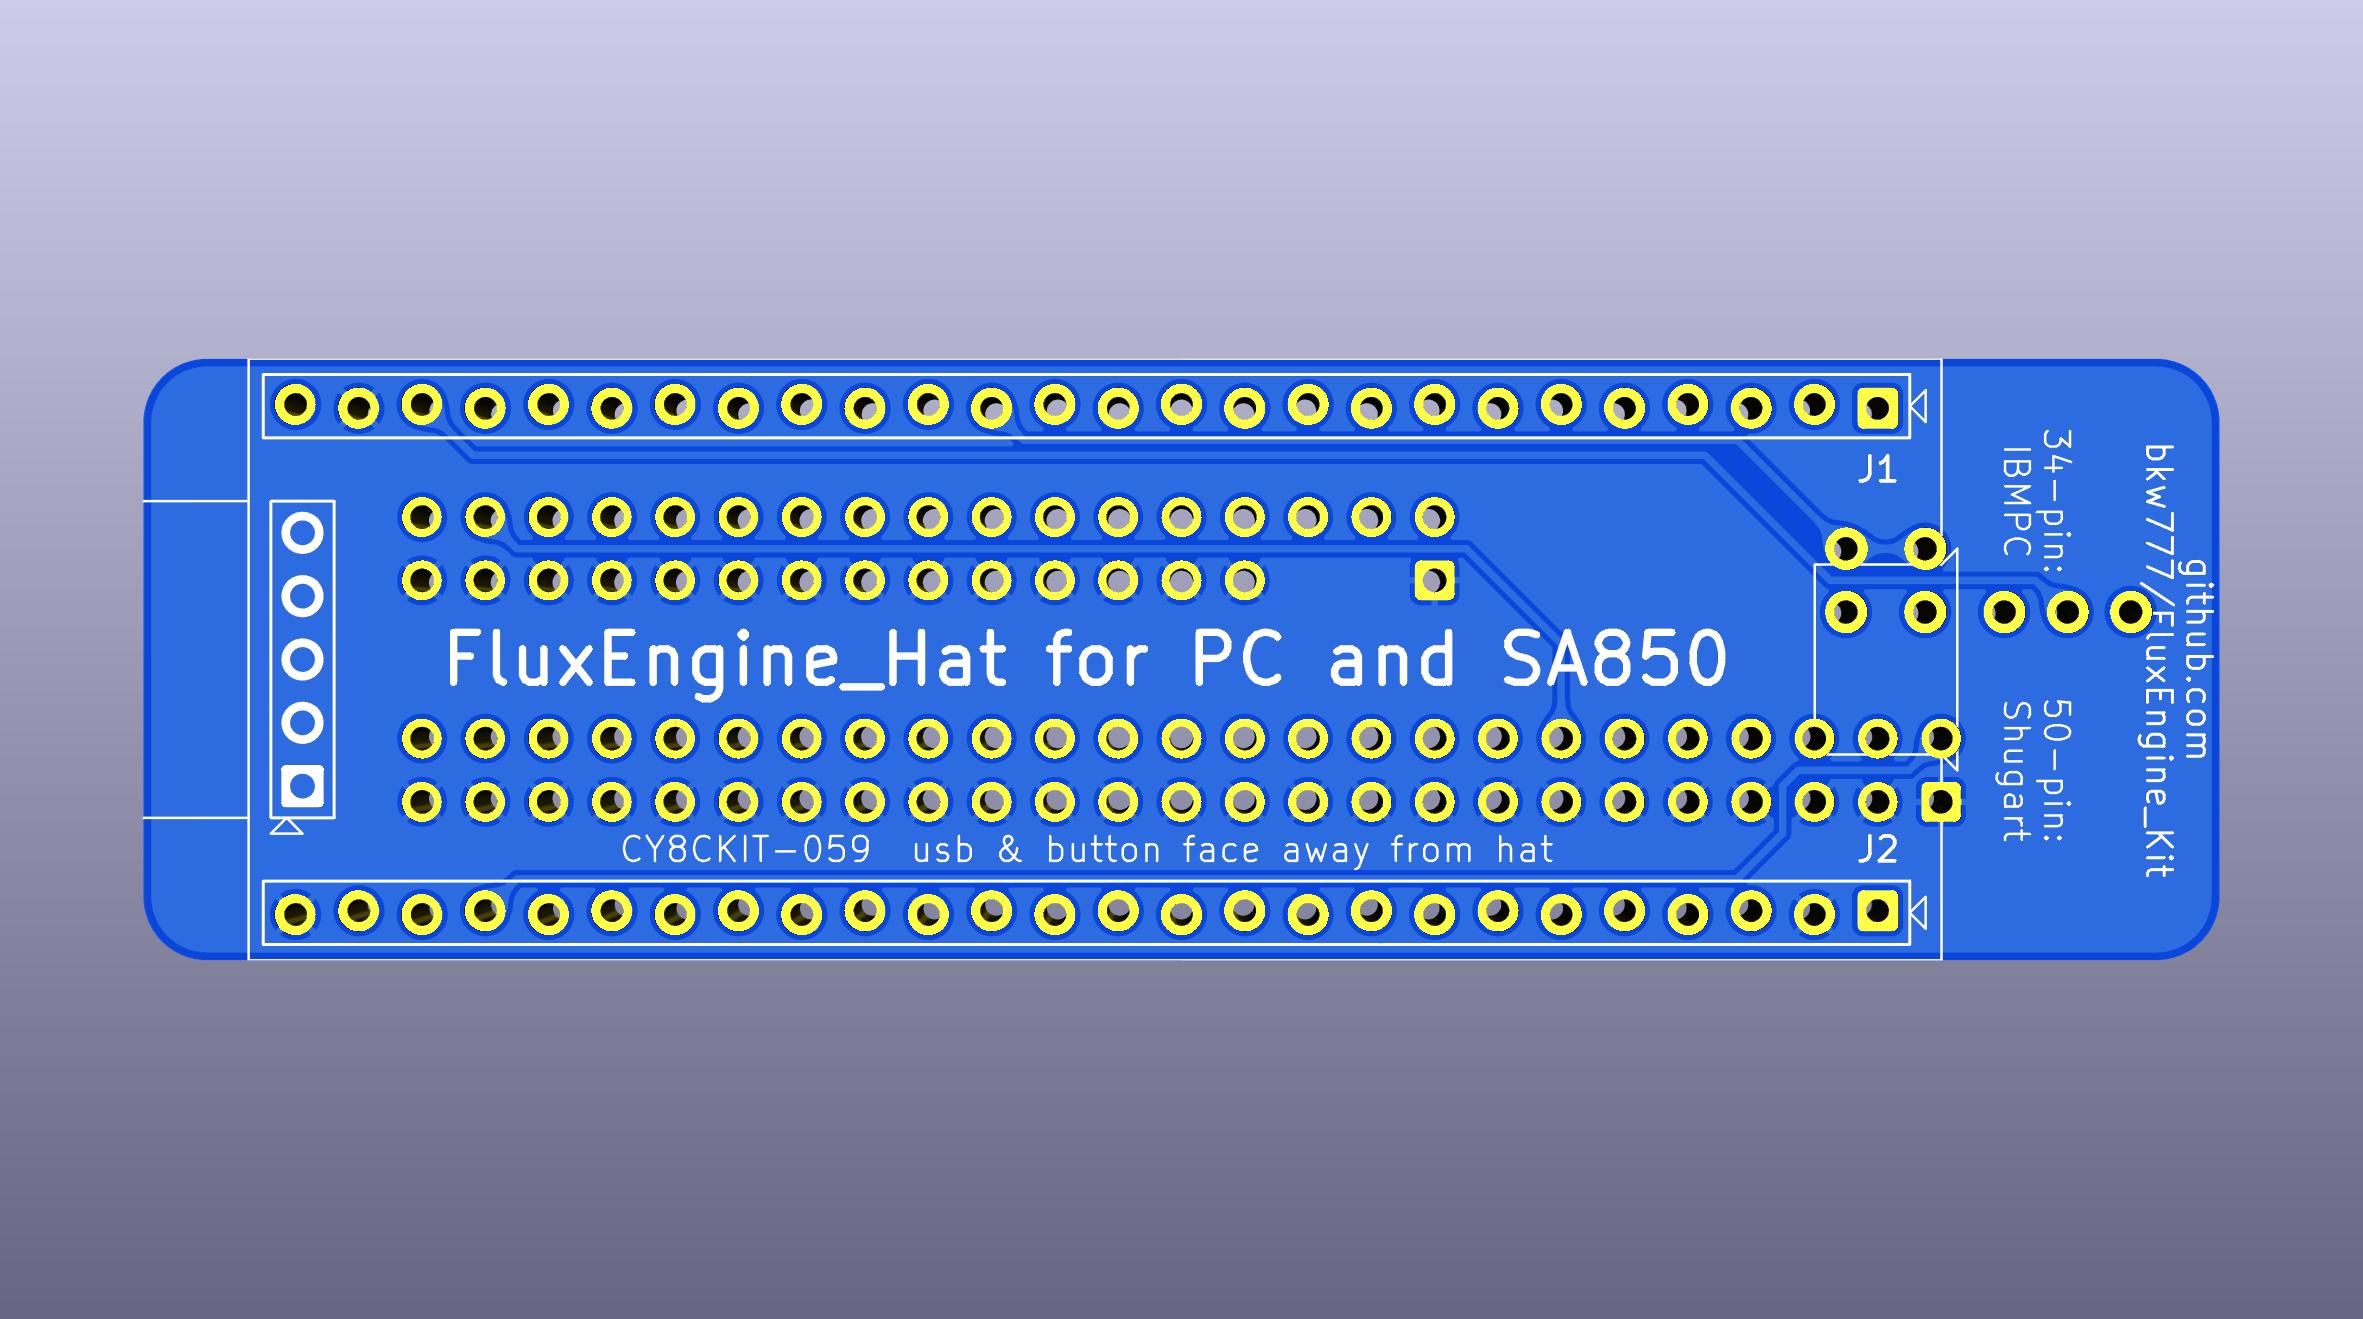 J1
34-pin:
IBMPC
github.com
bkw777/FluxEngine_Kit
FluxEngine_Hat for PC and SA850
50-pin:
Shugart
CY8CKIT-059 usb & button face away from hat
J2